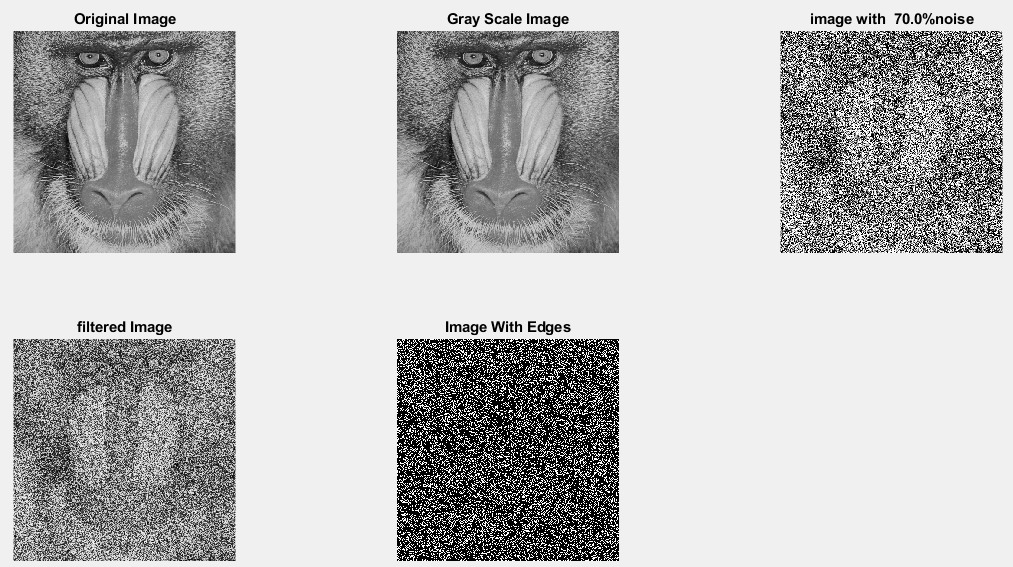 Original Image
Gray Scale Image
image with  70.0%noise
filtered Image
Image With Edges